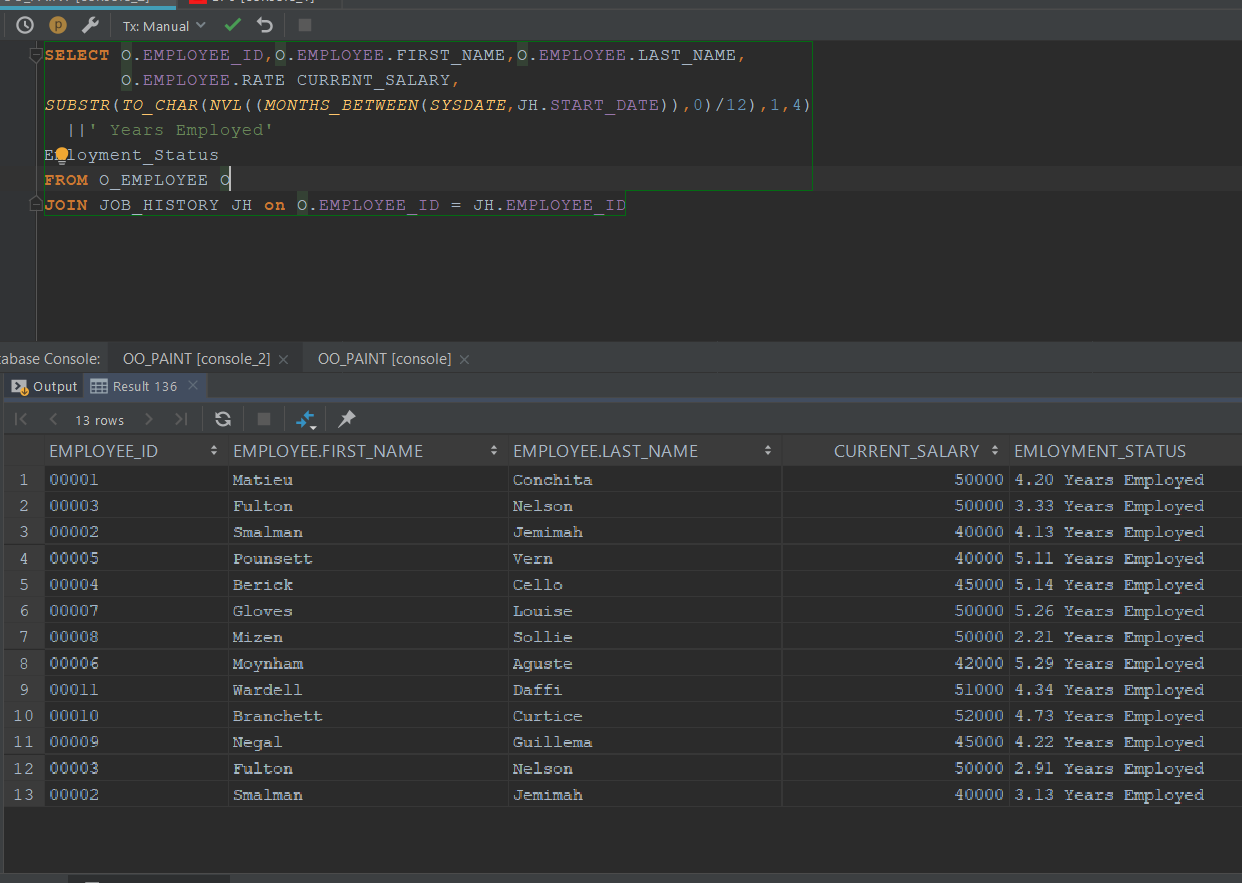 Tx: Manual
SELECT O.EMPLOYEE_ID,O.EMPLOYEE.FIRST_NAME,O.EMPLOYEE.LAST_NAME,
O.EMPLOYEE.RATE CURRENT_SALARY,
SUBSTR(TO_CHAR(NVL((MONTHS_BETWEEN(SYSDATE,JH.START_DATE)),0)/12),1,4)
||' Years Employed'
FROM O_EMPLOYEE O
JOIN JOB_HISTORY JH on O.EMPLOYEE_ID = JH.EMPLOYEE_ID
Console: OO_PAINT [console_2] OO_PAINT [console]
Output Result 136
13 rows
EMPLOYEE_ID EMPLOYEE.FIRST_NAME EMPLOYEE.LAST_NAME CURRENT_SALARY EMLOYMENT_STATUS
1 00001 Matieu Conchita 50000 4.20 Years Employed
2 00003 Fulton Nelson 50000 3.33 Years Employed
3 00002 Smalman Jemimah 40000 4.13 Years Employed
4 00005 Pounsett Vern 40000 5.11 Years Employed
5 00004 Berick Cello 45000 5.14 Years Employed
6 00007 Gloves Louise 50000 5.26 Years Employed
7 00008 Mizen Sollie 50000 2.21 Years Employed
8 00006 Moynham Aguste 42000 5.29 Years Employed
9 00011 Wardell Daffi 51000 4.34 Years Employed
10 00010 Branchett Curtice 52000 4.73 Years Employed
11 00009 Negal Guillema 45000 4.22 Years Employed
12 00003 Fulton Nelson 50000 2.91 Years Employed
13 00002 Smalman Jemimah 40000 3.13 Years Employed